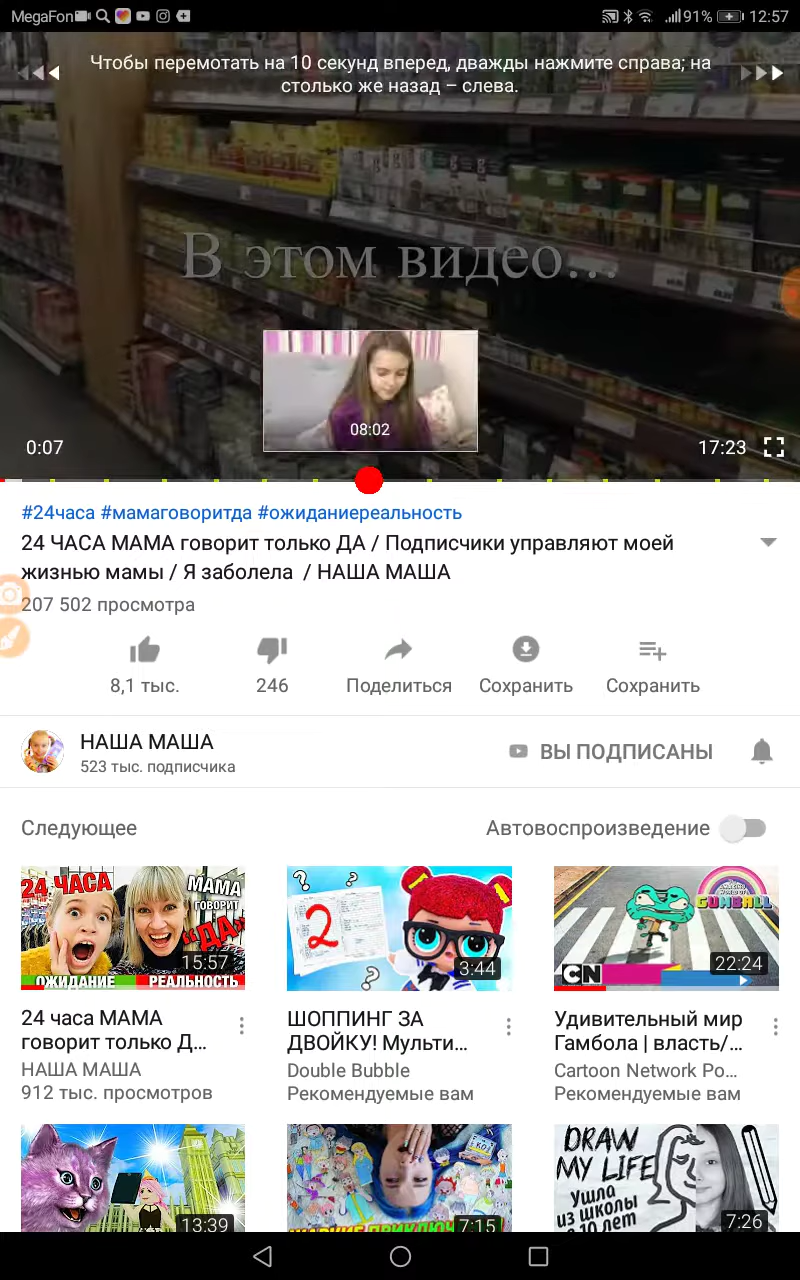 MegaFon
91%
12:57
Чтобы перемотать на 10 секунд вперед, дважды нажмите справа; на
столько же назад – слева.
В этом видео...
08:02
0:07
17:23
#24часа #мамаговоритда #ожиданиереальность
24 ЧАСА МАМА говорит только ДА / Подписчики управляют моей
жизнью мамы / Я заболела / НАША МАША
207 502 просмотра
8,1 тыс.
246
Поделиться
Сохранить
Сохранить
НАША МАША
523 тыс. подписчика
ВЫ ПОДПИСАНЫ
Следующее
Автовоспроизведение
24 ЧАСА
МАМА
ГОВОРИТ
"ДА"
15:57
ОЖИДАНИЕ
РЕАЛЬНОСТЬ
2
3:44
AMAZING
WORLD OF
GUMBALL
CN
22:24
24 часа МАМА
говорит только Д...
НАША МАША
912 тыс. просмотров
ШОППИНГ ЗА
ДВОЙКУ! Мульти...
Double Bubble
Рекомендуемые вам
Удивительный мир
Гамбола | власть/...
Cartoon Network Ро...
Рекомендуемые вам
13:39
7:15
DRAW
MY LIFE
Ушла
из школы
в 10 лет
7:26